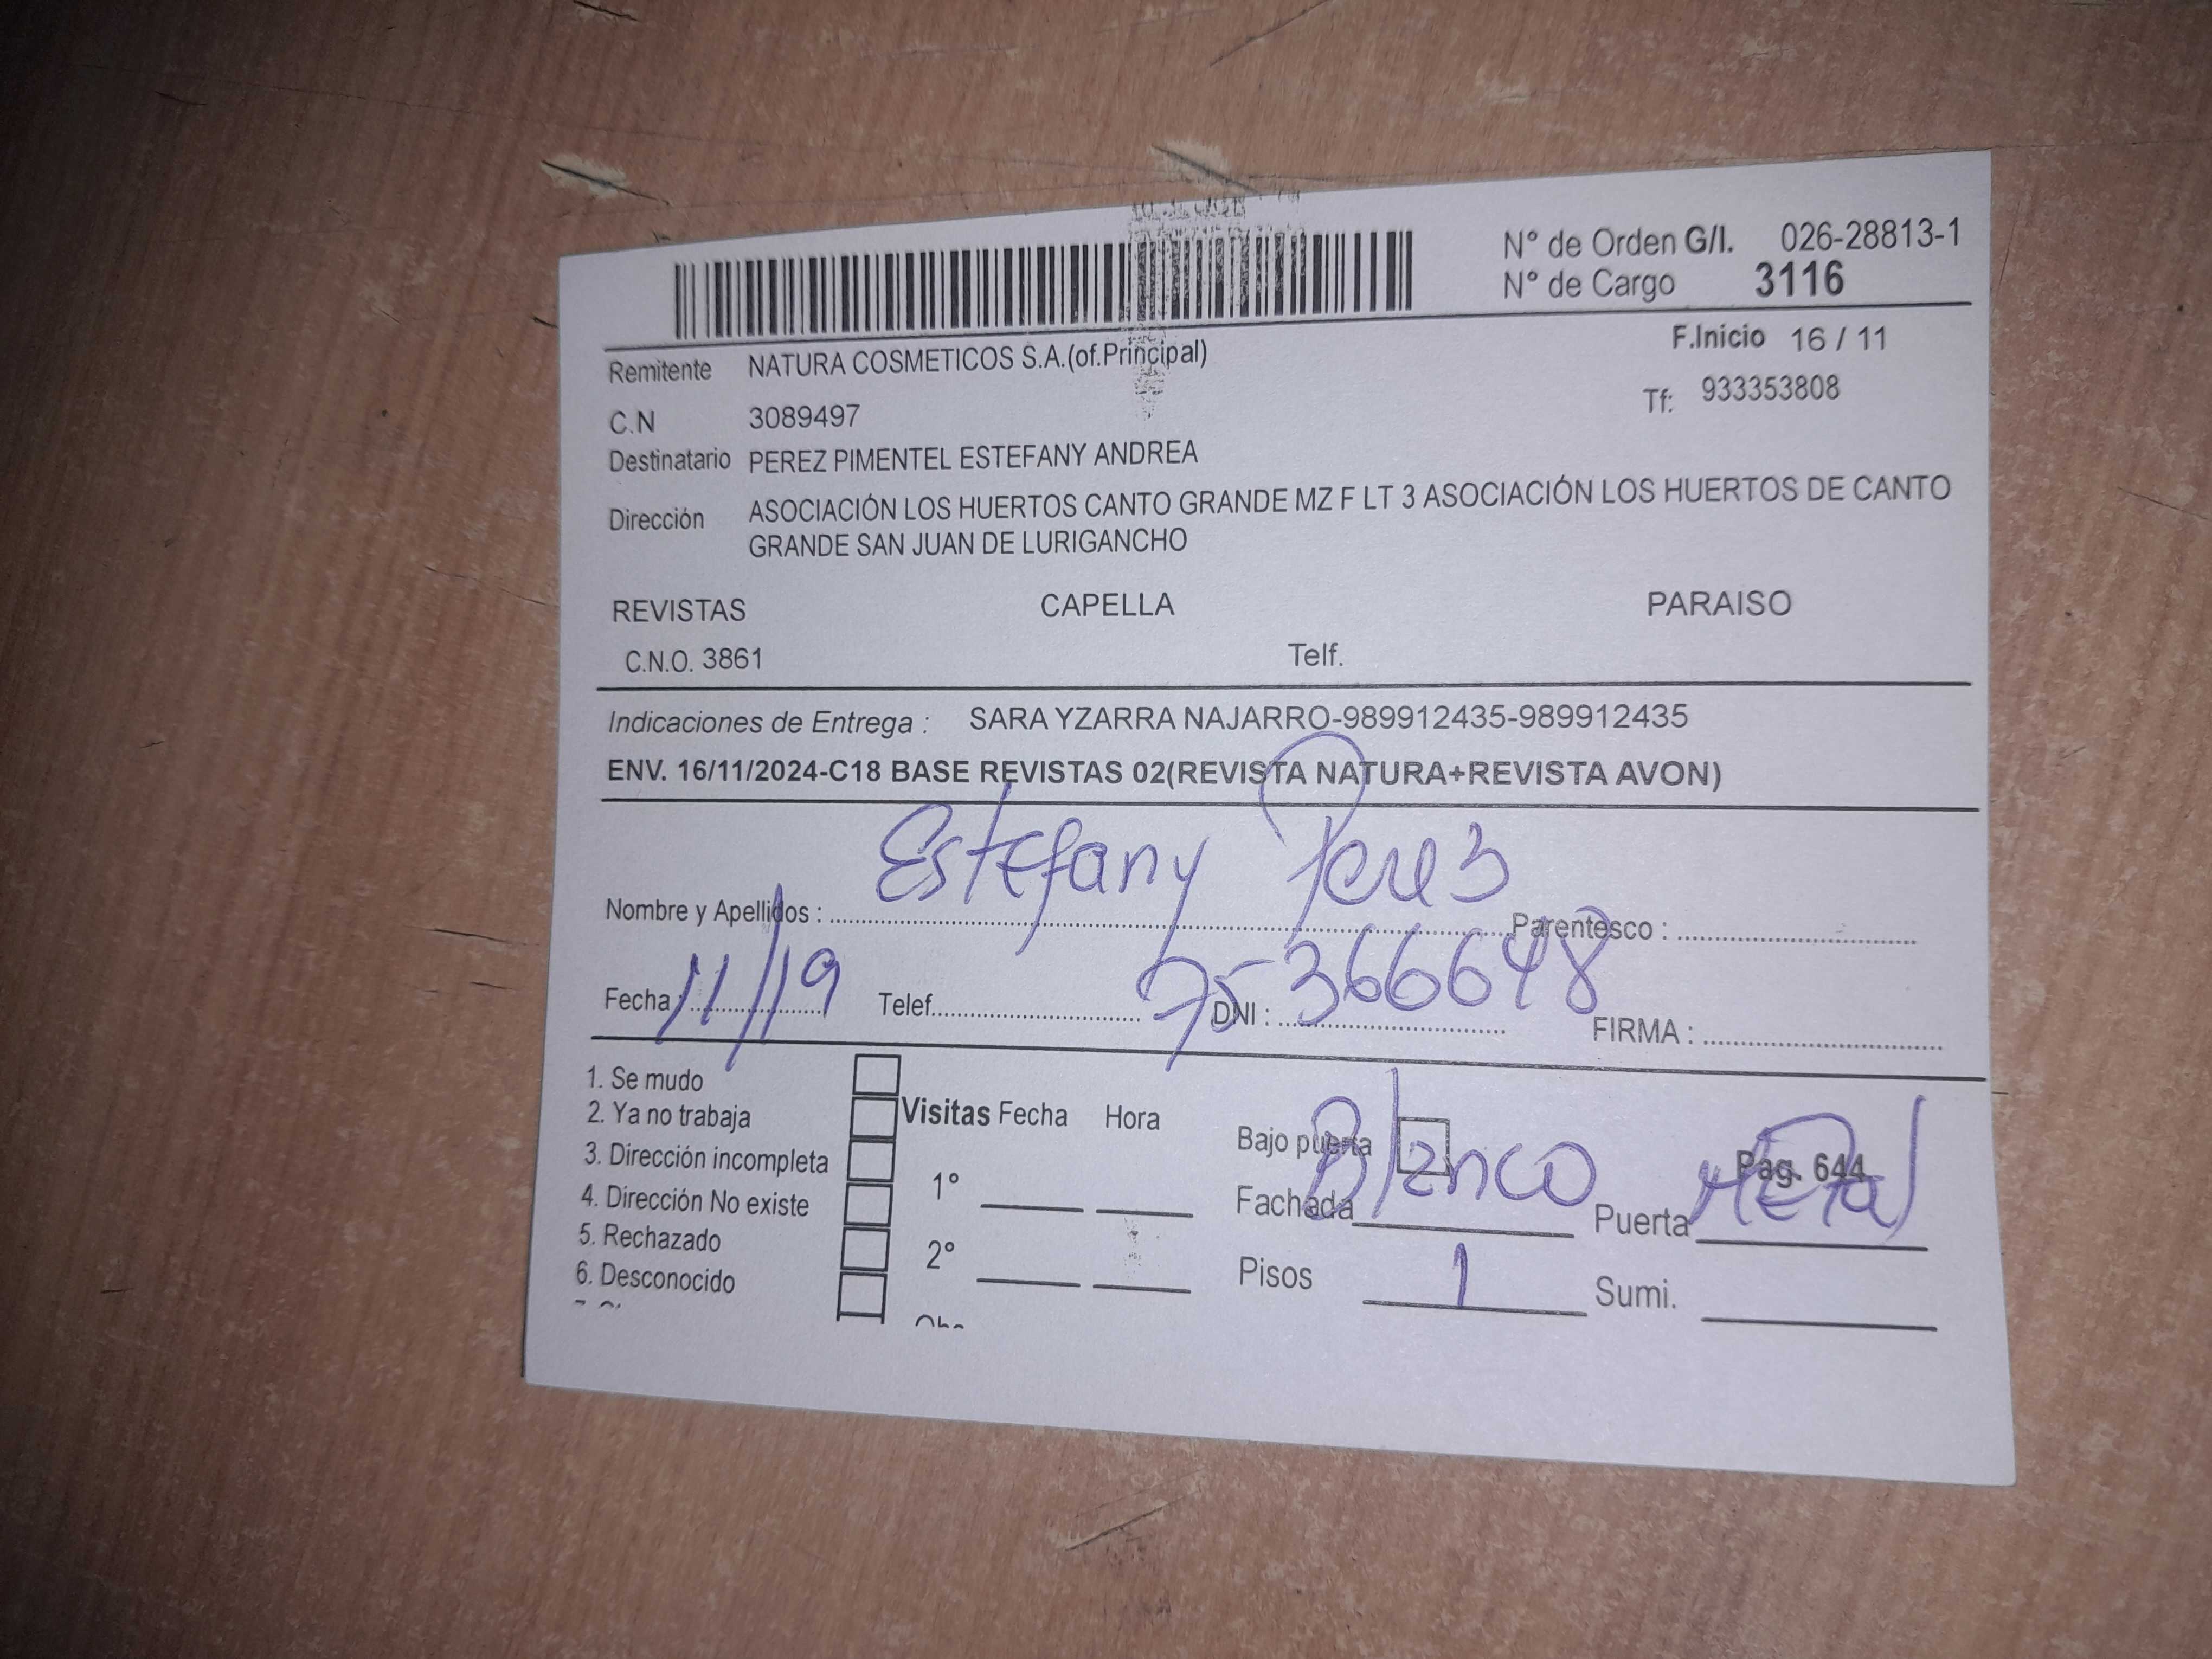 N° de Orden G/I. 026-28813-1
N° de Cargo 3116
F.Inicio 16 / 11
Remitente NATURA COSMETICOS S.A.(of.Principal)
Tf: 933353808
C.N 3089497
Destinatario PEREZ PIMENTEL ESTEFANY ANDREA
Dirección ASOCIACIÓN LOS HUERTOS CANTO GRANDE MZ F LT 3 ASOCIACIÓN LOS HUERTOS DE CANTO
GRANDE SAN JUAN DE LURIGANCHO
REVISTAS CAPELLA PARAISO
C.N.O. 3861 Telf.
Indicaciones de Entrega : SARA YZARRA NAJARRO-989912435-989912435
ENV. 16/11/2024-C18 BASE REVISTAS 02(REVISTA NATURA+REVISTA AVON)
Nombre y Apellidos : Estefany Perez Parentesco :
Fecha: 11/19 Telef. DNI : 75366648 FIRMA :
1. Se mudo
2. Ya no trabaja Visitas Fecha Hora Bajo puerta Pag. 644
3. Dirección incompleta
4. Dirección No existe 1° Fachada Blanco Puerta Metal
5. Rechazado
6. Desconocido 2° Pisos 1 Sumi.